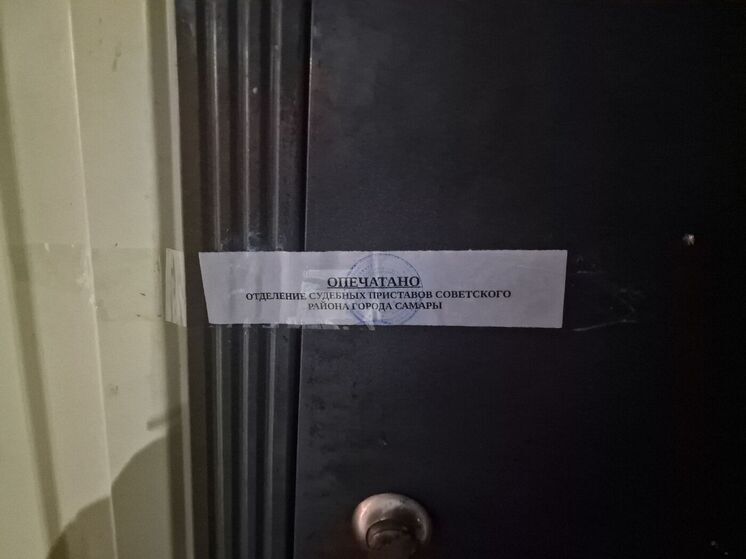 ОПЕЧАТАНО
ОТДЕЛЕНИЕ СУДЕБНЫХ ПРИСТАВОВ СОВЕТСКОГО
РАЙОНА ГОРОДА САМАРЫ